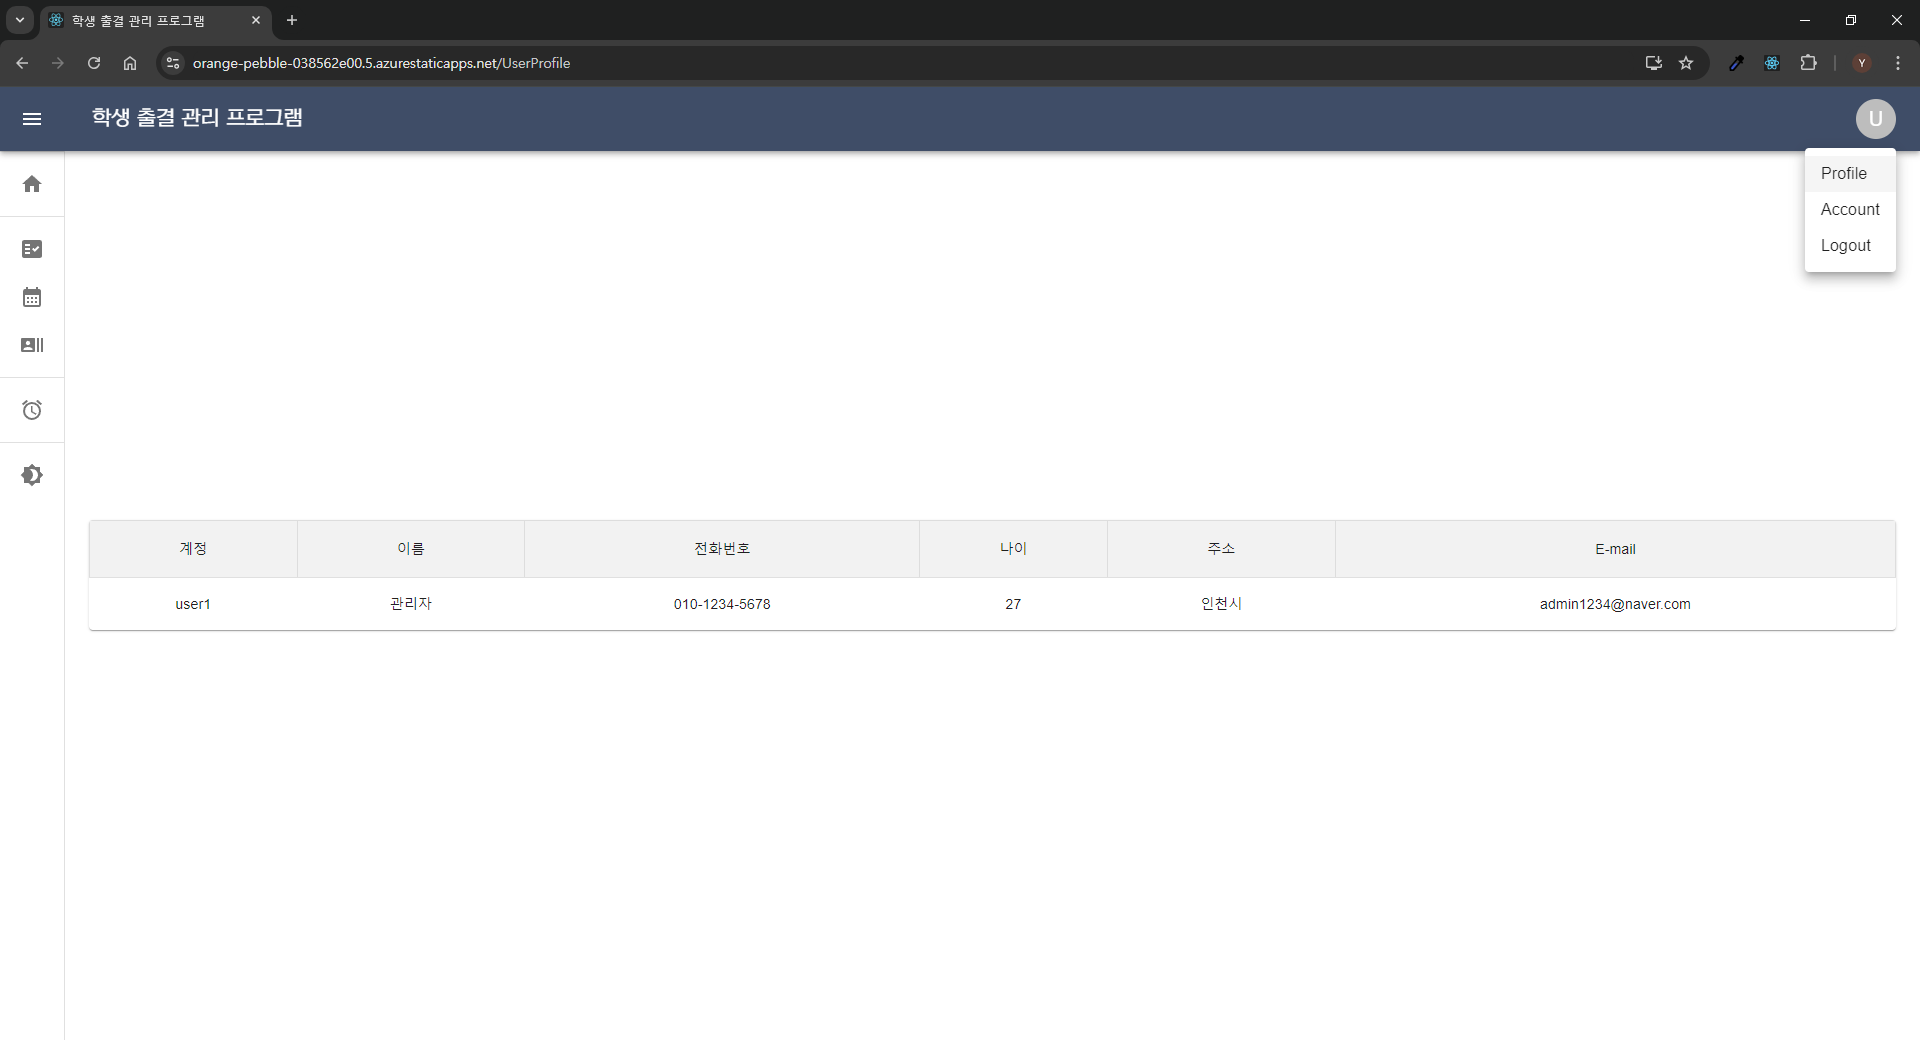 학생 출결 관리 프로그램
orange-pebble-038562e00.5.azurestaticapps.net/UserProfile
Y
학생 출결 관리 프로그램
U
Profile
Account
Logout
계정 이름 전화번호 나이 주소 E-mail
user1 관리자 010-1234-5678 27 인천시 admin1234@naver.com